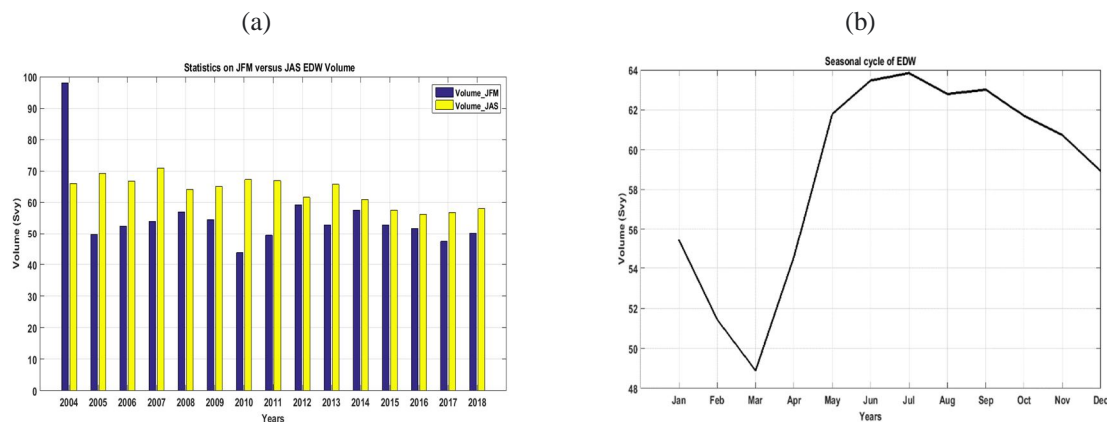 (a)
(b)
Statistics on JFM versus JAS EDW Volume
Volume_JFM
Volume_JAS
100
90
80
70
60
50
40
30
20
10
0
Volume (Svy)
2004 2005 2006 2007 2008 2009 2010 2011 2012 2013 2014 2015 2016 2017 2018
Years
Seasonal cycle of EDW
64
62
60
58
56
54
52
50
48
Volume (Svy)
Jan Feb Mar Apr May Jun Jul Aug Sep Oct Nov Dec
Years